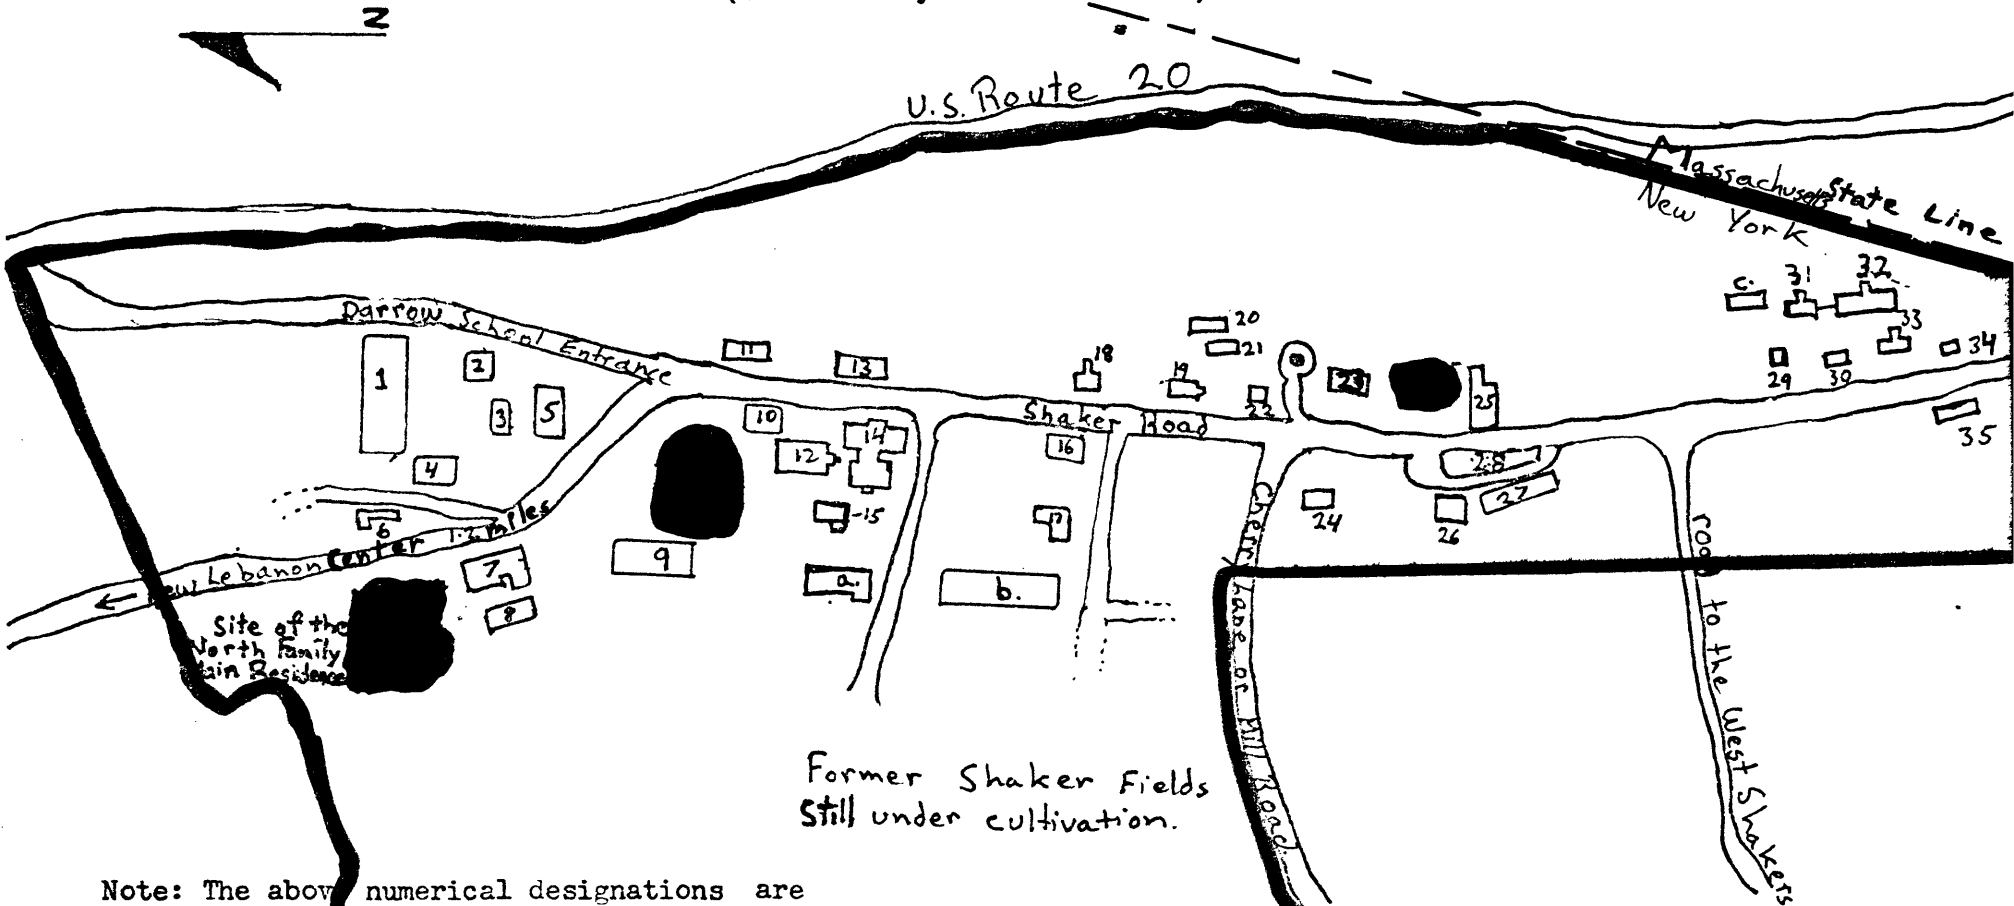 N
U.S. Route 20
Massachusetts State Line
New York
Darrow School Entrance
Shaker Road
1
2
3
4
5
6
7
8
9
10
11
12
13
14
15
16
18
19
20
21
22
23
24
25
26
27
28
29
30
31
32
33
34
35
a.
b.
c.
New Lebanon Center 1.2 miles
Site of the
North Family
Main Residence
Cherry Lane or Mill Road
road to the West Shakers
Former Shaker Fields
Still under cultivation.
Note: The above numerical designations are